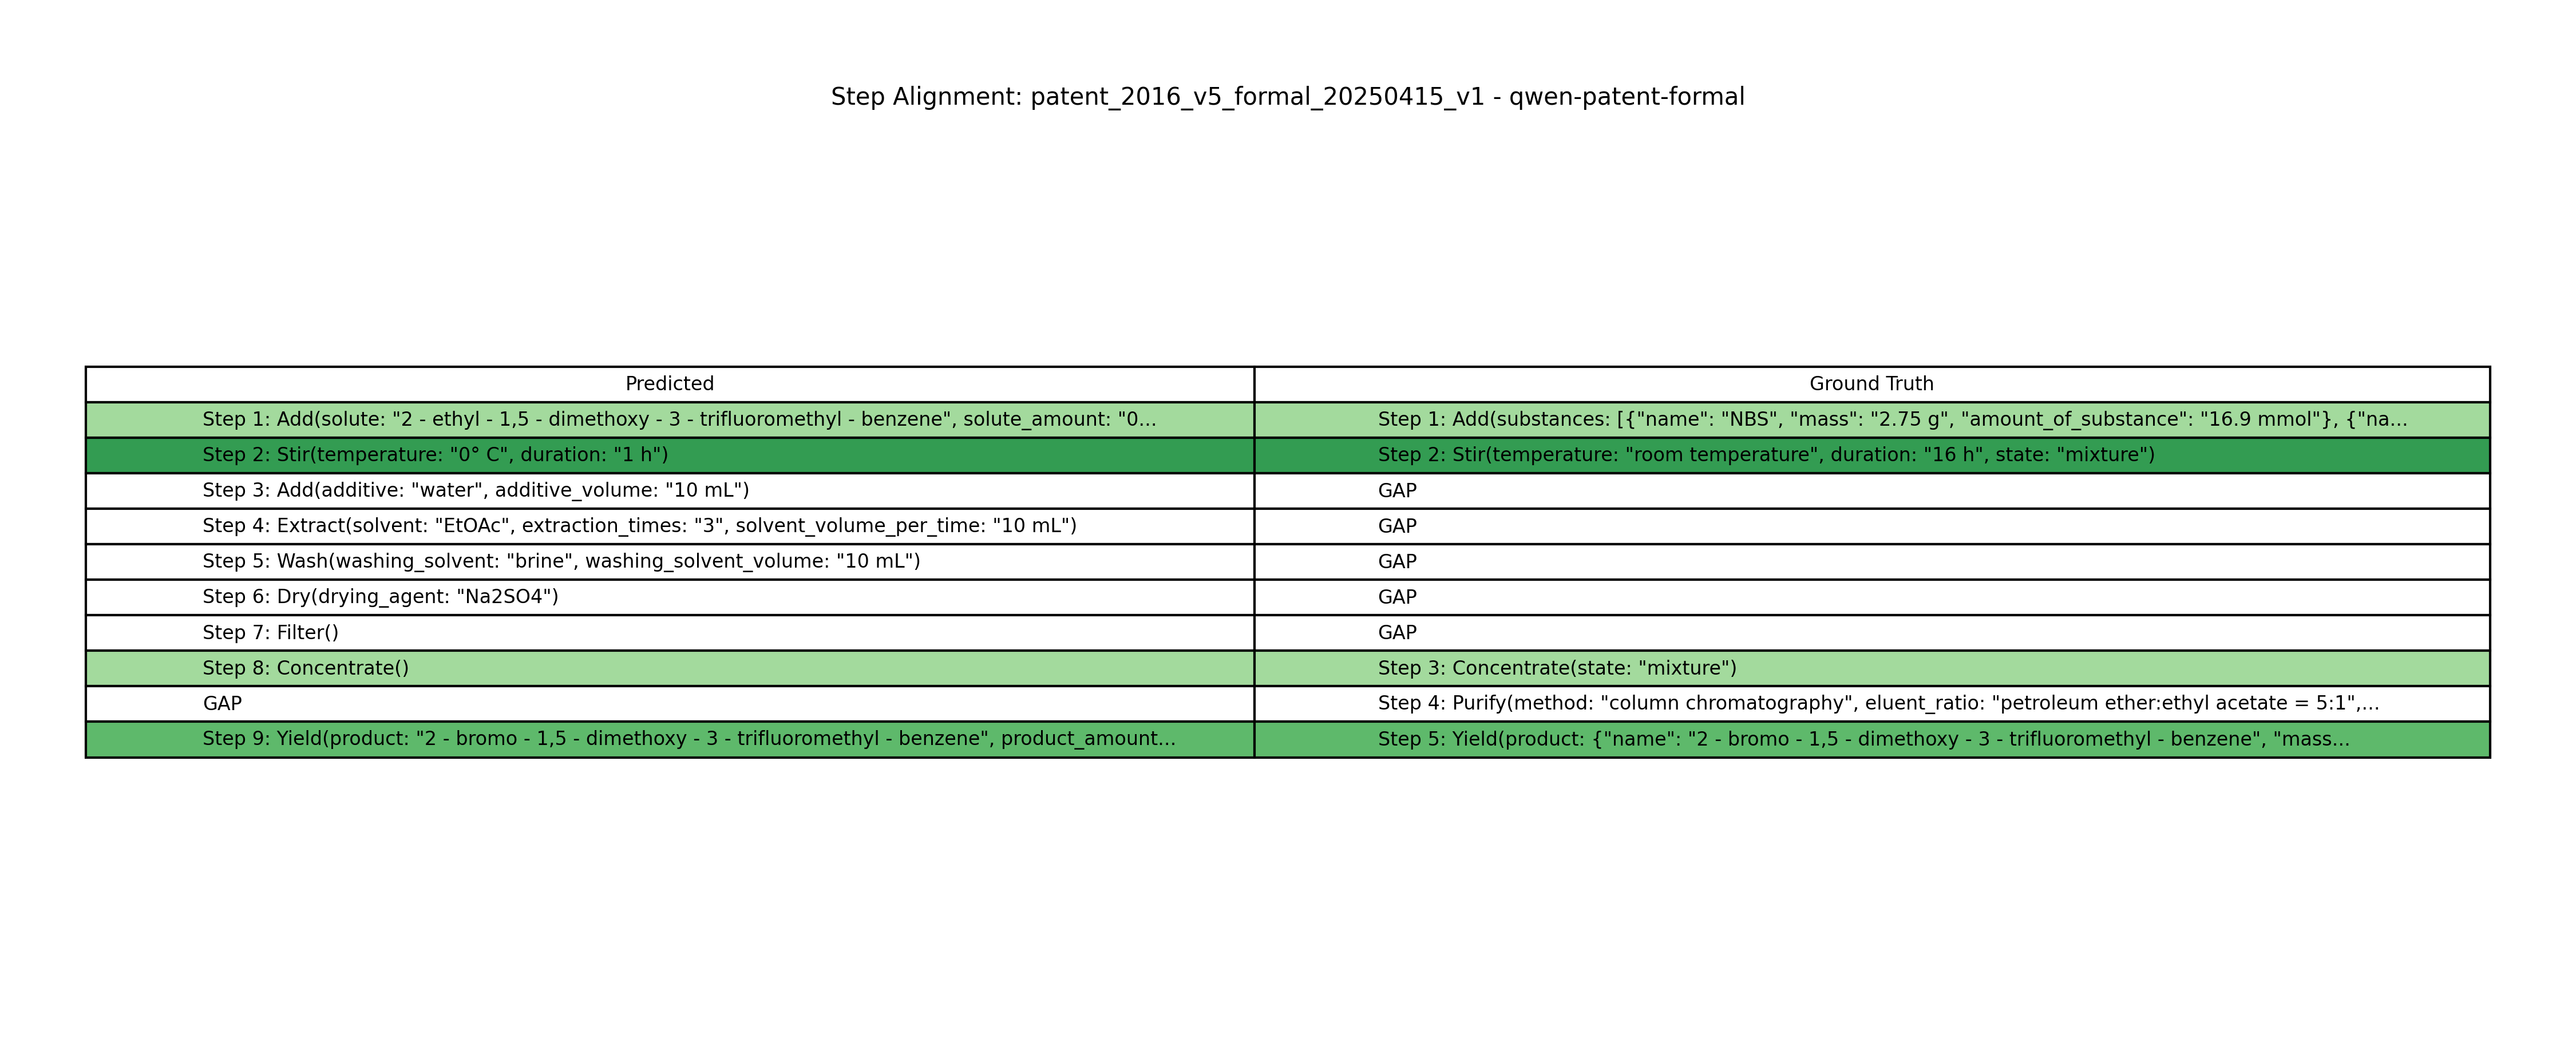 Step Alignment: patent_2016_v5_formal_20250415_v1 - qwen-patent-formal
Predicted Ground Truth
Step 1: Add(solute: "2 - ethyl - 1,5 - dimethoxy - 3 - trifluoromethyl - benzene", solute_amount: "0... Step 1: Add(substances: [{"name": "NBS", "mass": "2.75 g", "amount_of_substance": "16.9 mmol"}, {"na...
Step 2: Stir(temperature: "0° C", duration: "1 h") Step 2: Stir(temperature: "room temperature", duration: "16 h", state: "mixture")
Step 3: Add(additive: "water", additive_volume: "10 mL") GAP
Step 4: Extract(solvent: "EtOAc", extraction_times: "3", solvent_volume_per_time: "10 mL") GAP
Step 5: Wash(washing_solvent: "brine", washing_solvent_volume: "10 mL") GAP
Step 6: Dry(drying_agent: "Na2SO4") GAP
Step 7: Filter() GAP
Step 8: Concentrate() Step 3: Concentrate(state: "mixture")
GAP Step 4: Purify(method: "column chromatography", eluent_ratio: "petroleum ether:ethyl acetate = 5:1",...
Step 9: Yield(product: "2 - bromo - 1,5 - dimethoxy - 3 - trifluoromethyl - benzene", product_amount... Step 5: Yield(product: {"name": "2 - bromo - 1,5 - dimethoxy - 3 - trifluoromethyl - benzene", "mass...